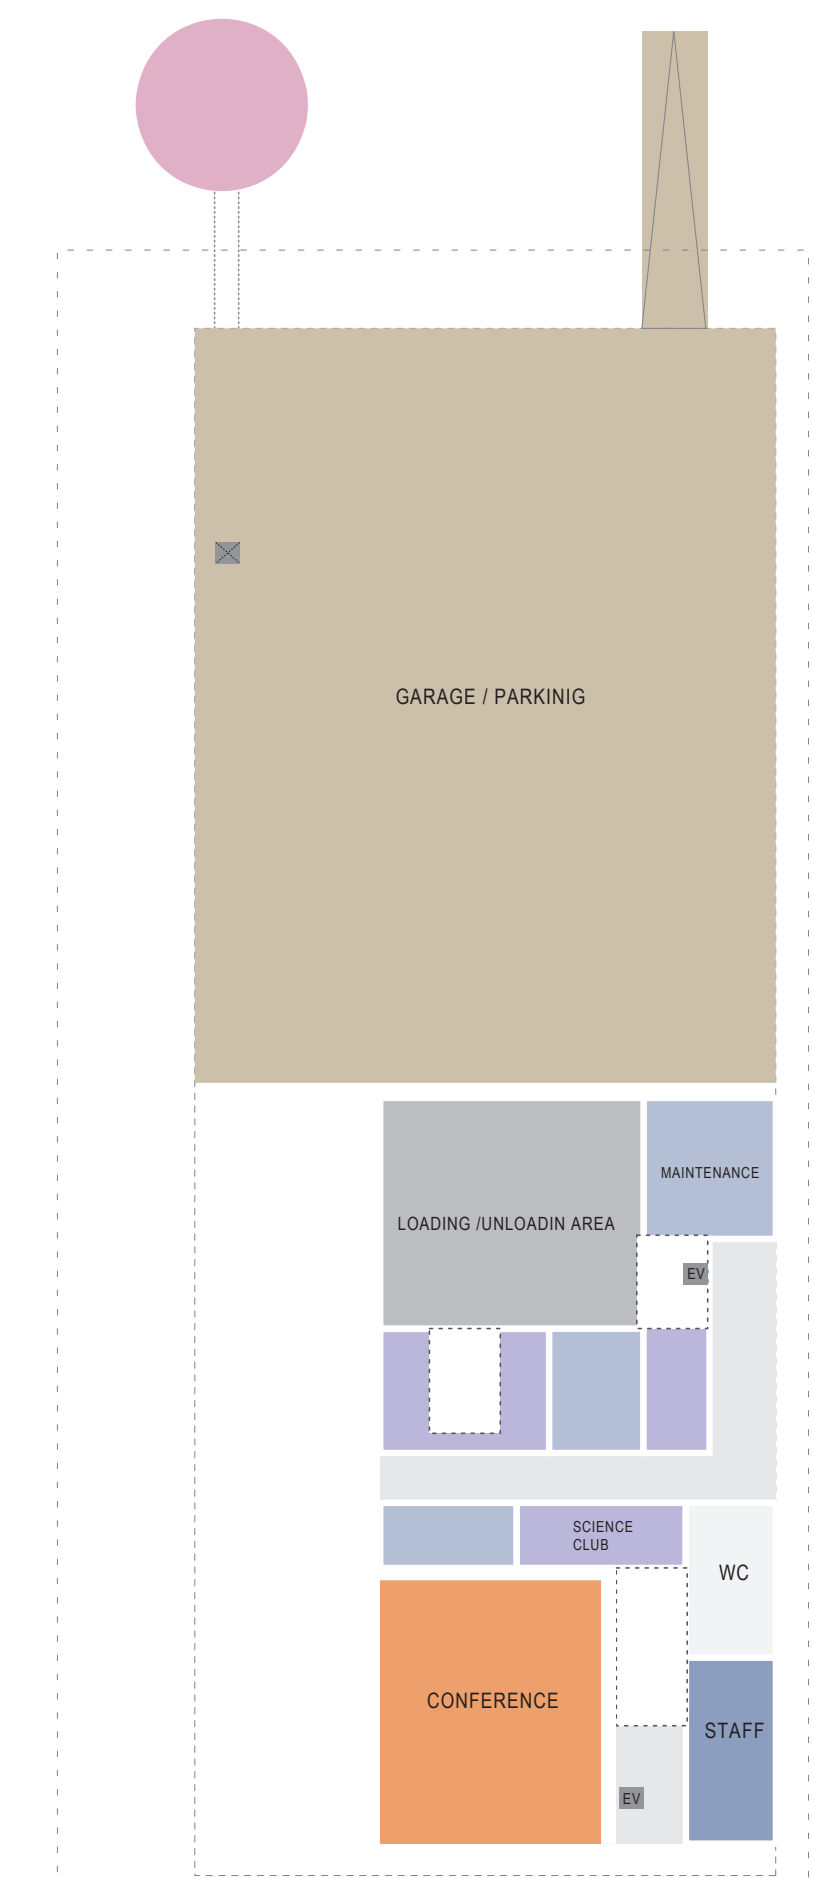 GARAGE / PARKINIG
MAINTENANCE
LOADING /UNLOADIN AREA
EV
SCIENCE
CLUB
WC
CONFERENCE
STAFF
EV